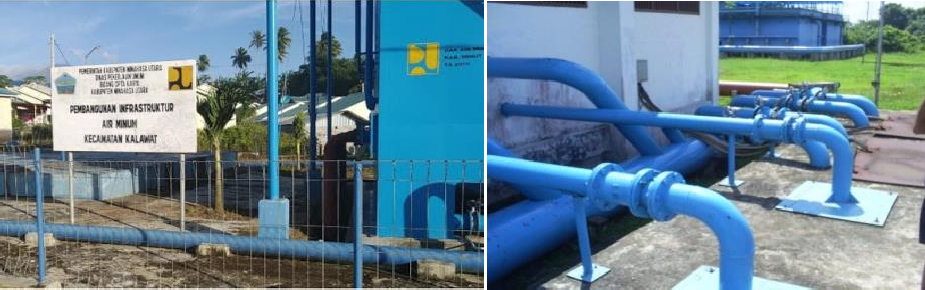 PEMERINTAH KABUPATEN MINAHASA UTARA
DINAS PEKERJAAN UMUM
BIDANG CIPTA KARYA
KABUPATEN MINAHASA UTARA
PEMBANGUNAN INFRASTRUKTUR
AIR MINUM
KECAMATAN KALAWAT